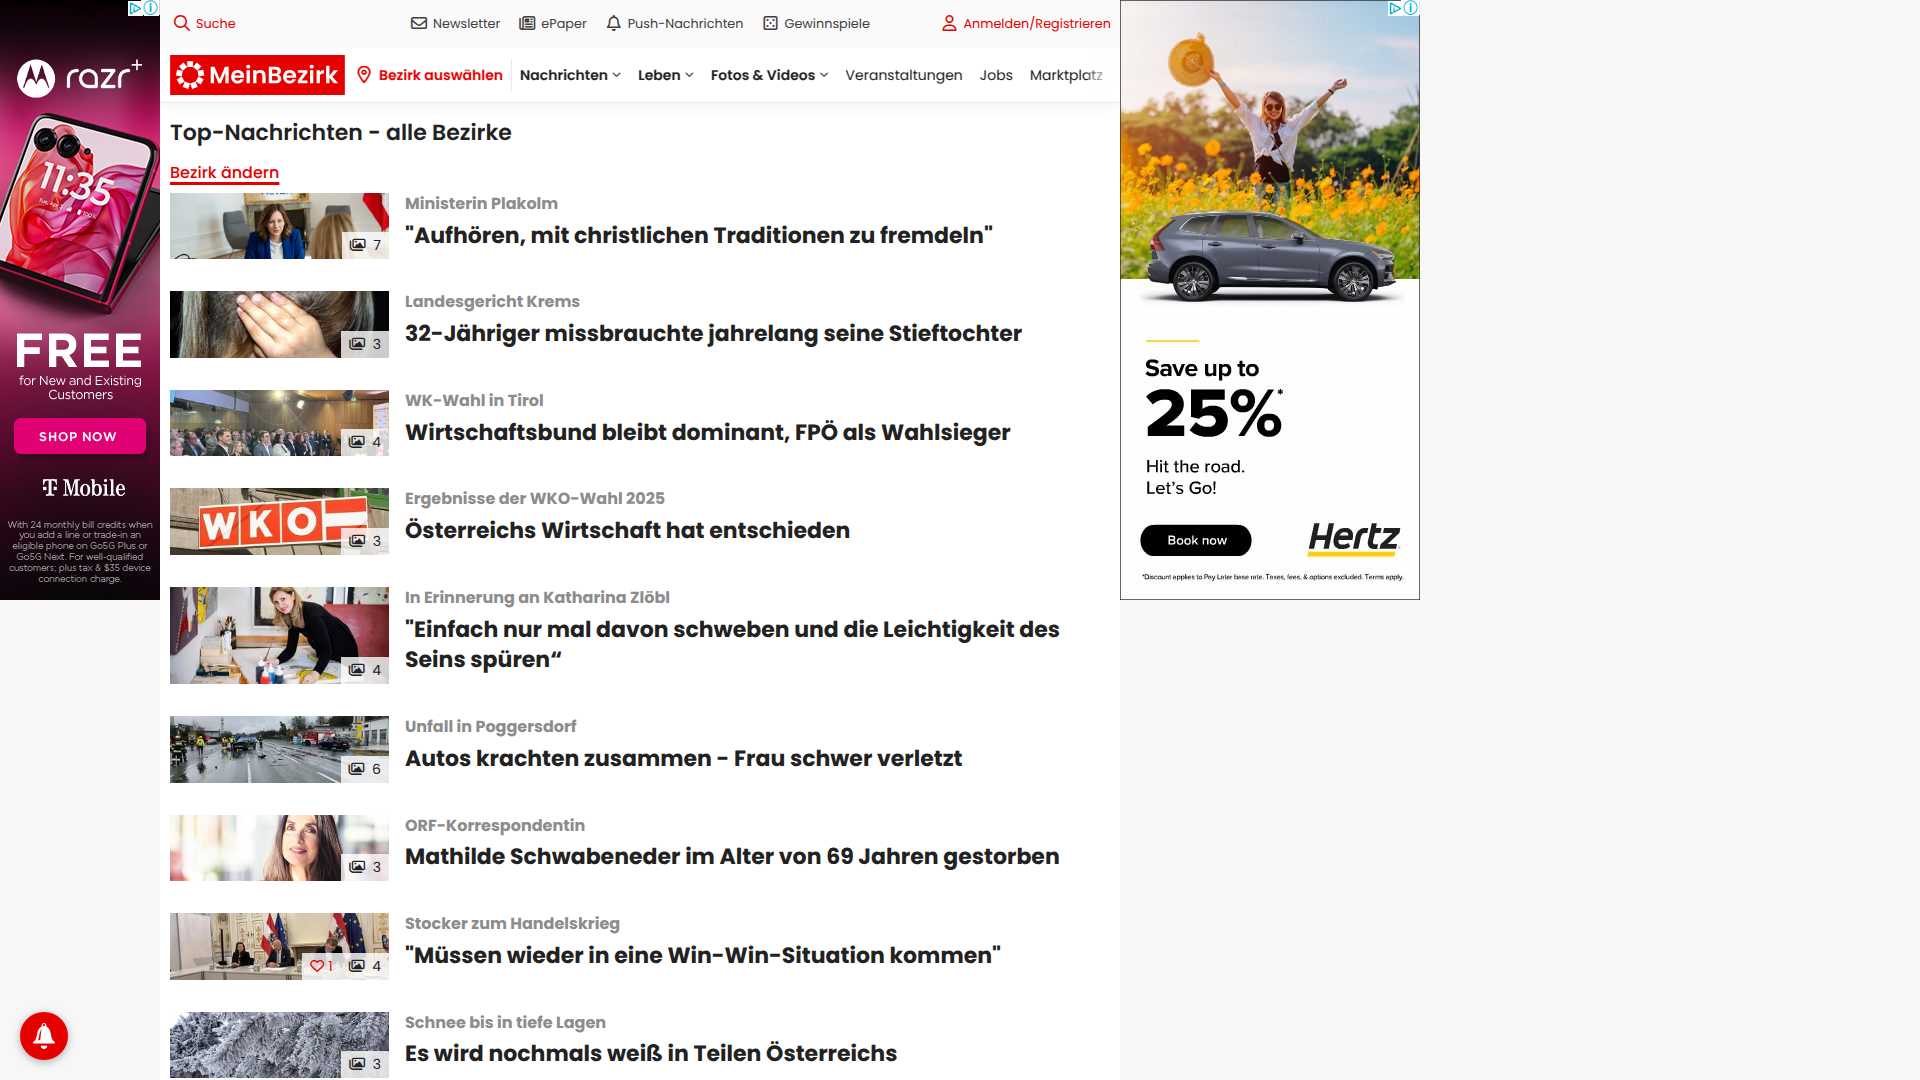 Suche
Newsletter
ePaper
Push-Nachrichten
Gewinnspiele
Anmelden/Registrieren
MeinBezirk
Bezirk auswählen
Nachrichten
Leben
Fotos & Videos
Veranstaltungen
Jobs
Marktplatz
Top-Nachrichten - alle Bezirke
Bezirk ändern
Ministerin Plakolm
"Aufhören, mit christlichen Traditionen zu fremdeln"
7
Landesgericht Krems
32-Jähriger missbrauchte jahrelang seine Stieftochter
3
WK-Wahl in Tirol
Wirtschaftsbund bleibt dominant, FPÖ als Wahlsieger
4
Ergebnisse der WKO-Wahl 2025
Österreichs Wirtschaft hat entschieden
WKO
3
In Erinnerung an Katharina Zlöbl
"Einfach nur mal davon schweben und die Leichtigkeit des
Seins spüren“
4
Unfall in Poggersdorf
Autos krachten zusammen - Frau schwer verletzt
6
ORF-Korrespondentin
Mathilde Schwabeneder im Alter von 69 Jahren gestorben
3
Stocker zum Handelskrieg
"Müssen wieder in eine Win-Win-Situation kommen"
1
4
Schnee bis in tiefe Lagen
Es wird nochmals weiß in Teilen Österreichs
3
razr+
11:35
FREE
for New and Existing
Customers
SHOP NOW
T Mobile
With 24 monthly bill credits when
you add a line or trade-in an
eligible phone on Go5G Plus or
Go5G Next. For well-qualified
customers; plus tax & $35 device
connection charge.
Save up to
25%*
Hit the road.
Let's Go!
Book now
Hertz
*Discount applies to Pay Later base rate. Taxes, fees, & options excluded. Terms apply.